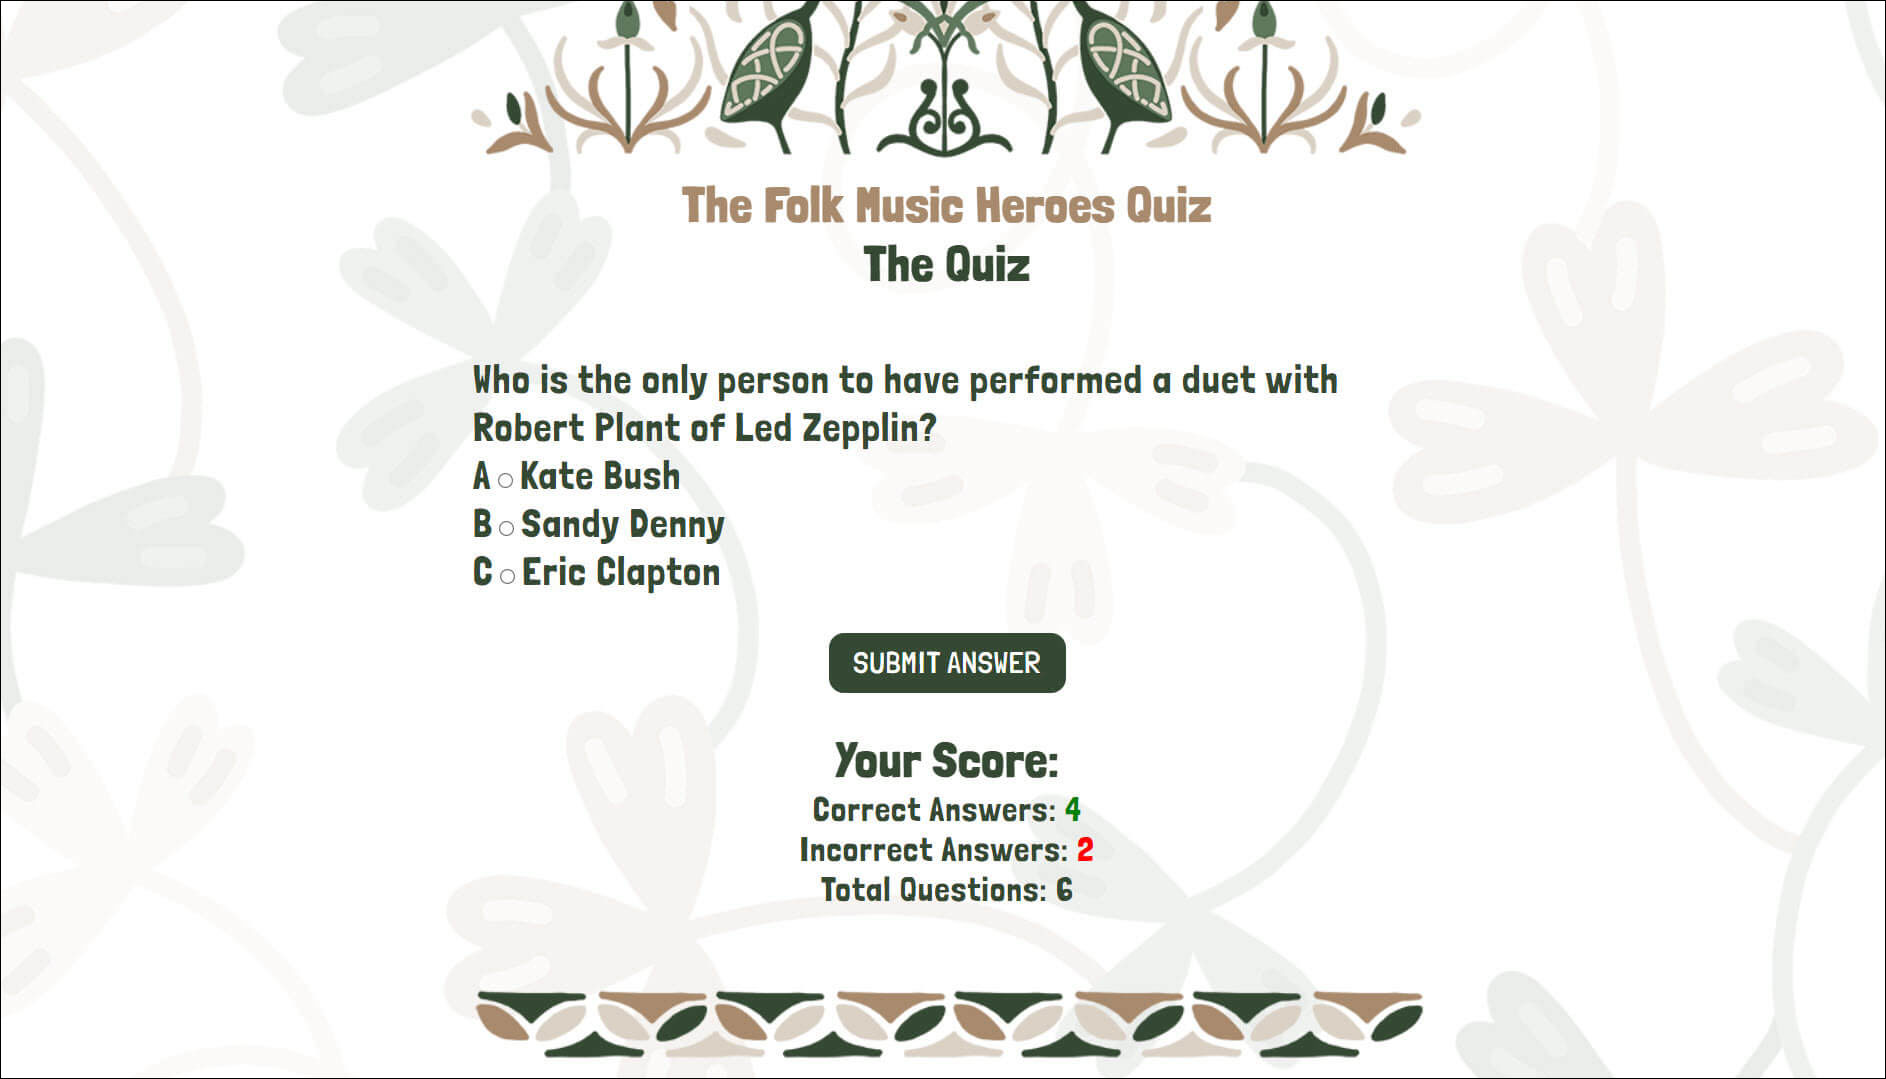 The Folk Music Heroes Quiz
The Quiz
Who is the only person to have performed a duet with
Robert Plant of Led Zepplin?
A Kate Bush
B Sandy Denny
C Eric Clapton
SUBMIT ANSWER
Your Score:
Correct Answers: 4
Incorrect Answers: 2
Total Questions: 6